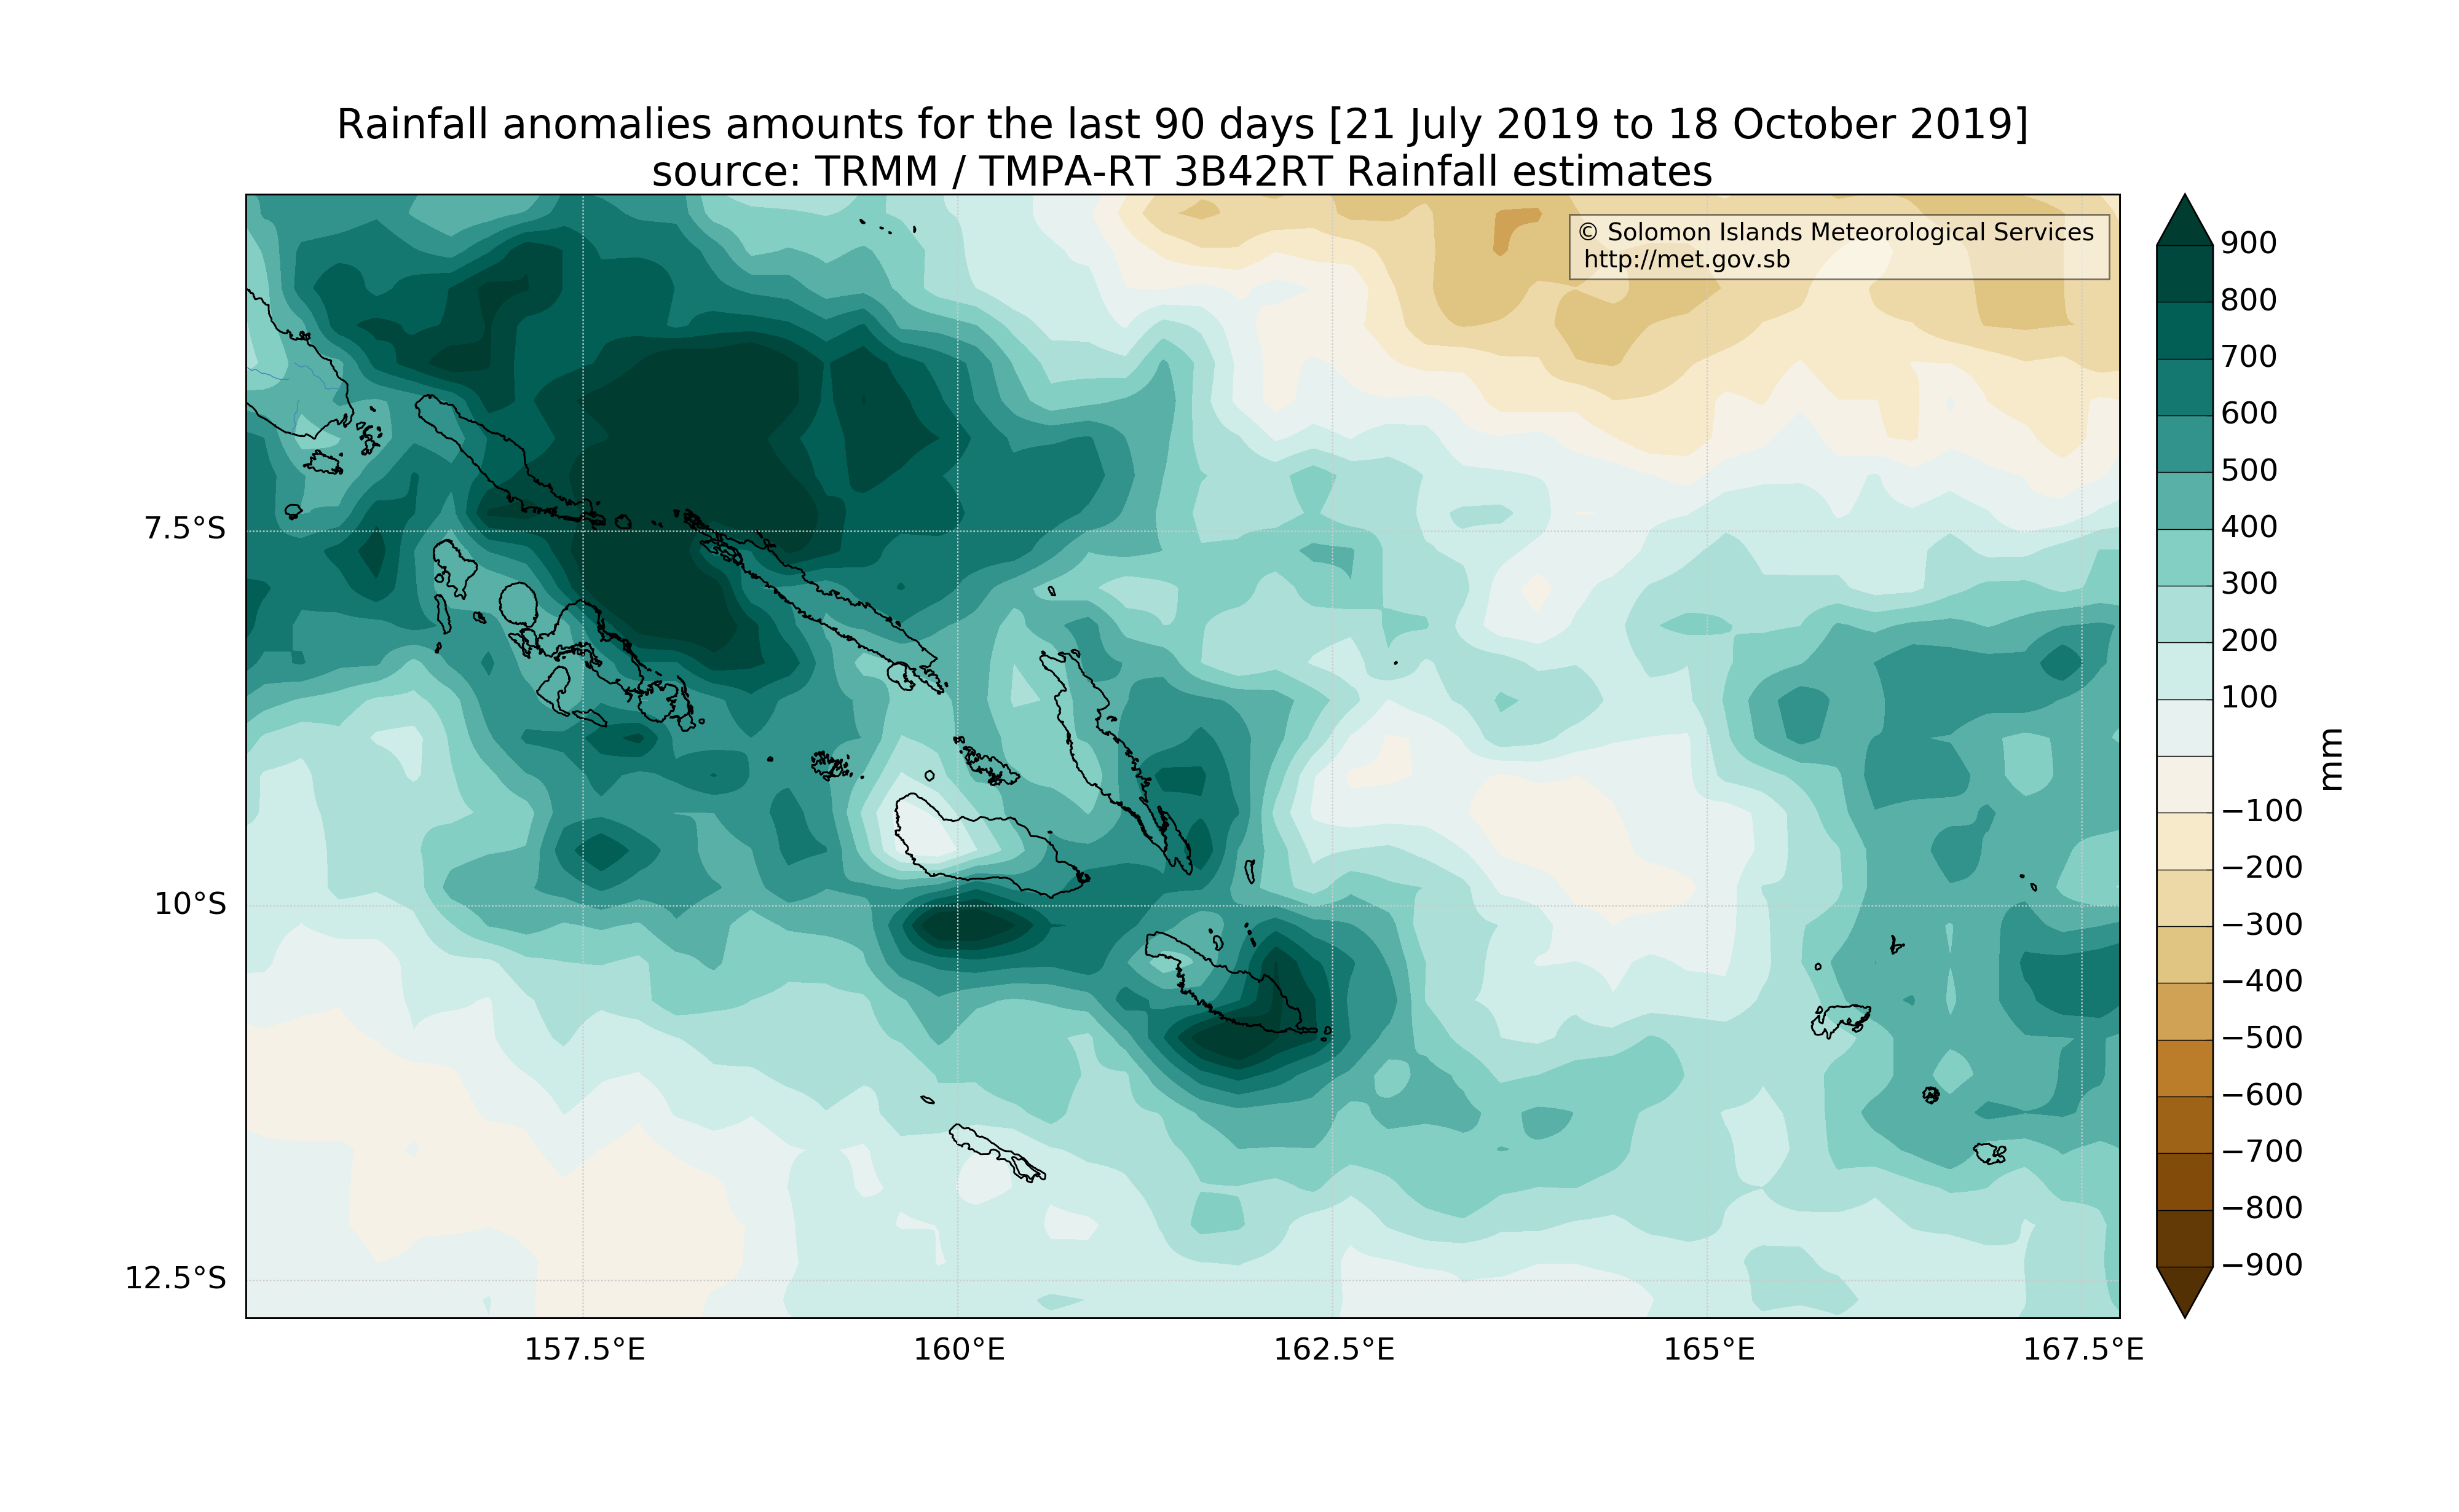 Rainfall anomalies amounts for the last 90 days [21 July 2019 to 18 October 2019]
source: TRMM / TMPA-RT 3B42RT Rainfall estimates
© Solomon Islands Meteorological Services
http://met.gov.sb
900
800
700
600
500
400
300
200
100
−100
−200
−300
−400
−500
−600
−700
−800
−900
mm
7.5°S
10°S
12.5°S
157.5°E
160°E
162.5°E
165°E
167.5°E